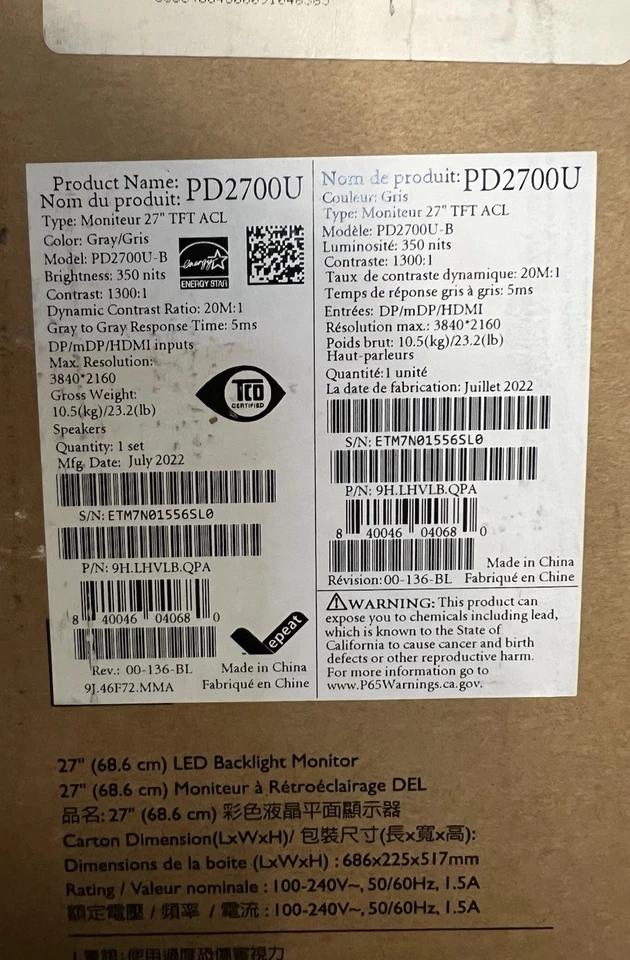 Product Name:
Nom du produit: PD2700U
Type: Moniteur 27" TFT ACL
Color: Gray/Gris
Model: PD2700U-B
Brightness: 350 nits
Contrast: 1300:1
Dynamic Contrast Ratio: 20M:1
Gray to Gray Response Time: 5ms
DP/mDP/HDMI inputs
Max. Resolution:
3840*2160
Gross Weight:
10.5(kg)/23.2(lb)
Speakers
Quantity: 1 set
Mfg. Date: July 2022
energy
ENERGY STAR
TCO
CERTIFIED
S/N: ETM7N01556SL0
P/N: 9H.LHVLB.QPA
8 40046 04068 0
epeat
Rev.: 00-136-BL Made in China
9J.46F72.MMA Fabriqué en Chine
Nom de produit: PD2700U
Couleur: Gris
Type: Moniteur 27" TFT ACL
Modèle: PD2700U-B
Luminosité: 350 nits
Contraste: 1300:1
Taux de contraste dynamique: 20M:1
Temps de réponse gris à gris: 5ms
Entrées: DP/mDP/HDMI
Résolution max.: 3840*2160
Poids brut: 10.5(kg)/23.2(lb)
Haut-parleurs
Quantité:1 unité
La date de fabrication: Juillet 2022
S/N: ETM7N01556SL0
P/N: 9H.LHVLB.QPA
8 40046 04068 0
Made in China
Révision: 00-136-BL Fabriqué en Chine
⚠WARNING: This product can
expose you to chemicals including lead,
which is known to the State of
California to cause cancer and birth
defects or other reproductive harm.
For more information go to
www.P65Warnings.ca.gov.
27" (68.6 cm) LED Backlight Monitor
27" (68.6 cm) Moniteur à Rétroéclairage DEL
品名: 27" (68.6 cm) 彩色液晶平面顯示器
Carton Dimension(LxWxH)/ 包裝尺寸(長x寬x高):
Dimensions de la boite (LxWxH) : 686x225x517mm
Rating / Valeur nominale : 100-240V~, 50/60Hz, 1.5A
額定電壓 / 頻率 / 電流 : 100-240V~, 50/60Hz, 1.5A